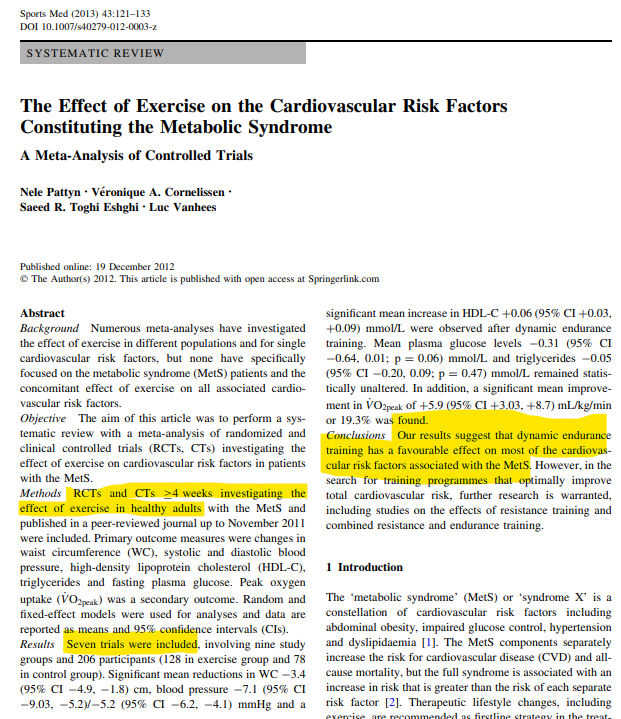 Sports Med (2013) 43:121–133
DOI 10.1007/s40279-012-0003-z
SYSTEMATIC REVIEW
The Effect of Exercise on the Cardiovascular Risk Factors
Constituting the Metabolic Syndrome
A Meta-Analysis of Controlled Trials
Nele Pattyn · Véronique A. Cornelissen ·
Saeed R. Toghi Eshghi · Luc Vanhees
Published online: 19 December 2012
© The Author(s) 2012. This article is published with open access at Springerlink.com
Abstract
Background Numerous meta-analyses have investigated
the effect of exercise in different populations and for single
cardiovascular risk factors, but none have specifically
focused on the metabolic syndrome (MetS) patients and
the concomitant effect of exercise on all associated cardio-
vascular risk factors.
Objective The aim of this article was to perform a sys-
tematic review with a meta-analysis of randomized and
clinical controlled trials (RCTs, CTs) investigating the
effect of exercise on cardiovascular risk factors in patients
with the MetS.
Methods RCTs and CTs ≥4 weeks investigating the
effect of exercise in healthy adults with the MetS and
published in a peer-reviewed journal up to November 2011
were included. Primary outcome measures were changes in
waist circumference (WC), systolic and diastolic blood
pressure, high-density lipoprotein cholesterol (HDL-C),
triglycerides and fasting plasma glucose. Peak oxygen
uptake (V̇O2peak) was a secondary outcome. Random and
fixed-effect models were used for analyses and data are
reported as means and 95% confidence intervals (CIs).
Results Seven trials were included, involving nine study
groups and 206 participants (128 in exercise group and 78
in control group). Significant mean reductions in WC −3.4
(95% CI −4.9, −1.8) cm, blood pressure −7.1 (95% CI
−9.03, −5.2)/−5.2 (95% CI −6.2, −4.1) mmHg and a
significant mean increase in HDL-C +0.06 (95% CI +0.03,
+0.09) mmol/L were observed after dynamic endurance
training. Mean plasma glucose levels −0.31 (95% CI
−0.64, 0.01; p = 0.06) mmol/L and triglycerides −0.05
(95% CI −0.20, 0.09; p = 0.47) mmol/L remained statis-
tically unaltered. In addition, a significant mean improve-
ment in V̇O2peak of +5.9 (95% CI +3.03, +8.7) mL/kg/min
or 19.3% was found.
Conclusions Our results suggest that dynamic endurance
training has a favourable effect on most of the cardiovas-
cular risk factors associated with the MetS. However, in the
search for training programmes that optimally improve
total cardiovascular risk, further research is warranted,
including studies on the effects of resistance training and
combined resistance and endurance training.
1 Introduction
The ‘metabolic syndrome’ (MetS) or ‘syndrome X’ is a
constellation of cardiovascular risk factors including
abdominal obesity, impaired glucose control, hypertension
and dyslipidaemia [1]. The MetS components separately
increase the risk for cardiovascular disease (CVD) and all-
cause mortality, but the full syndrome is associated with an
increase in risk that is greater than the risk of each separate
risk factor [2]. Therapeutic lifestyle changes, including
exercise, are recommended as firstline strategy in the treat-